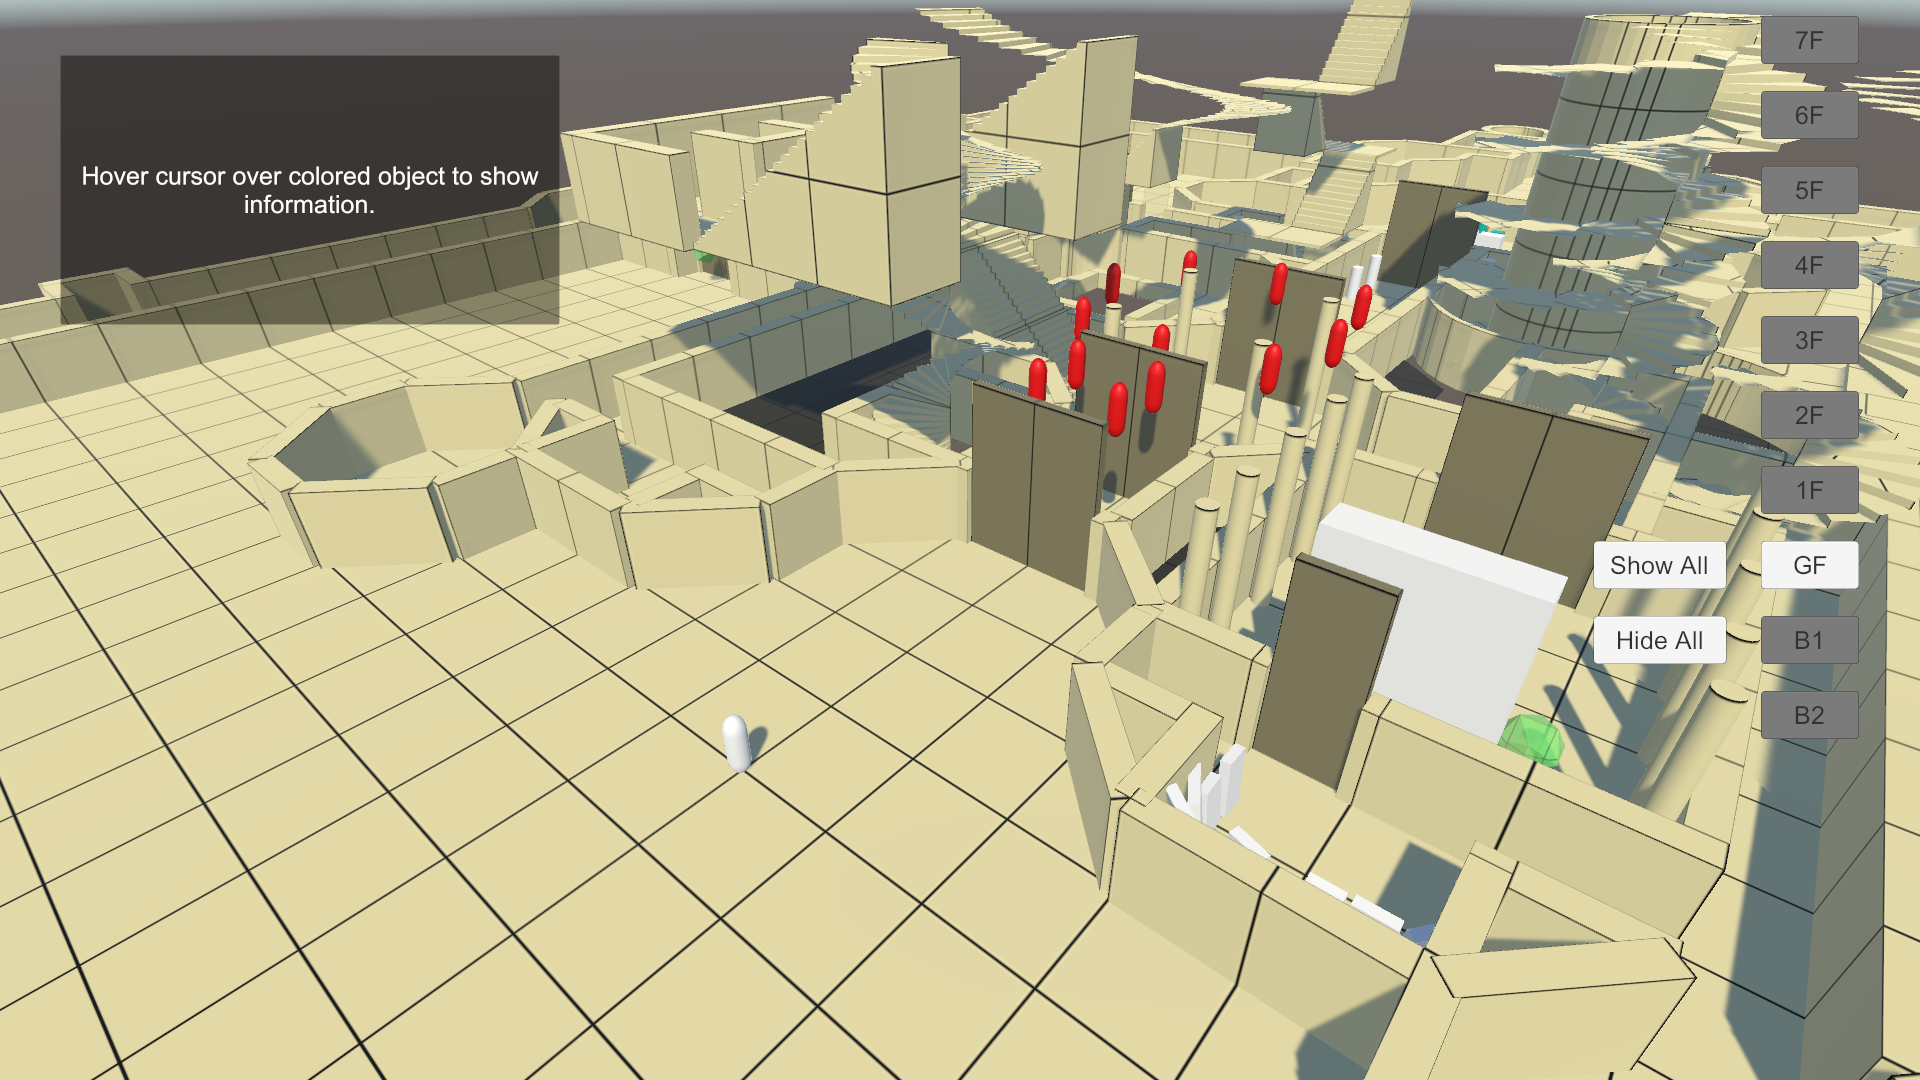 Hover cursor over colored object to show
information.
7F
6F
5F
4F
3F
2F
1F
Show All
GF
Hide All
B1
B2